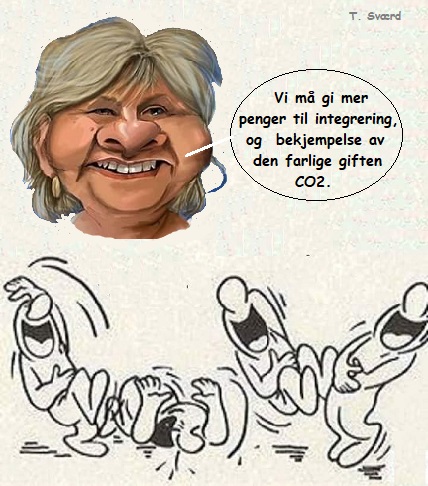 T. Sværd
Vi må gi mer
penger til integrering,
og bekjempelse av
den farlige giften
CO2.